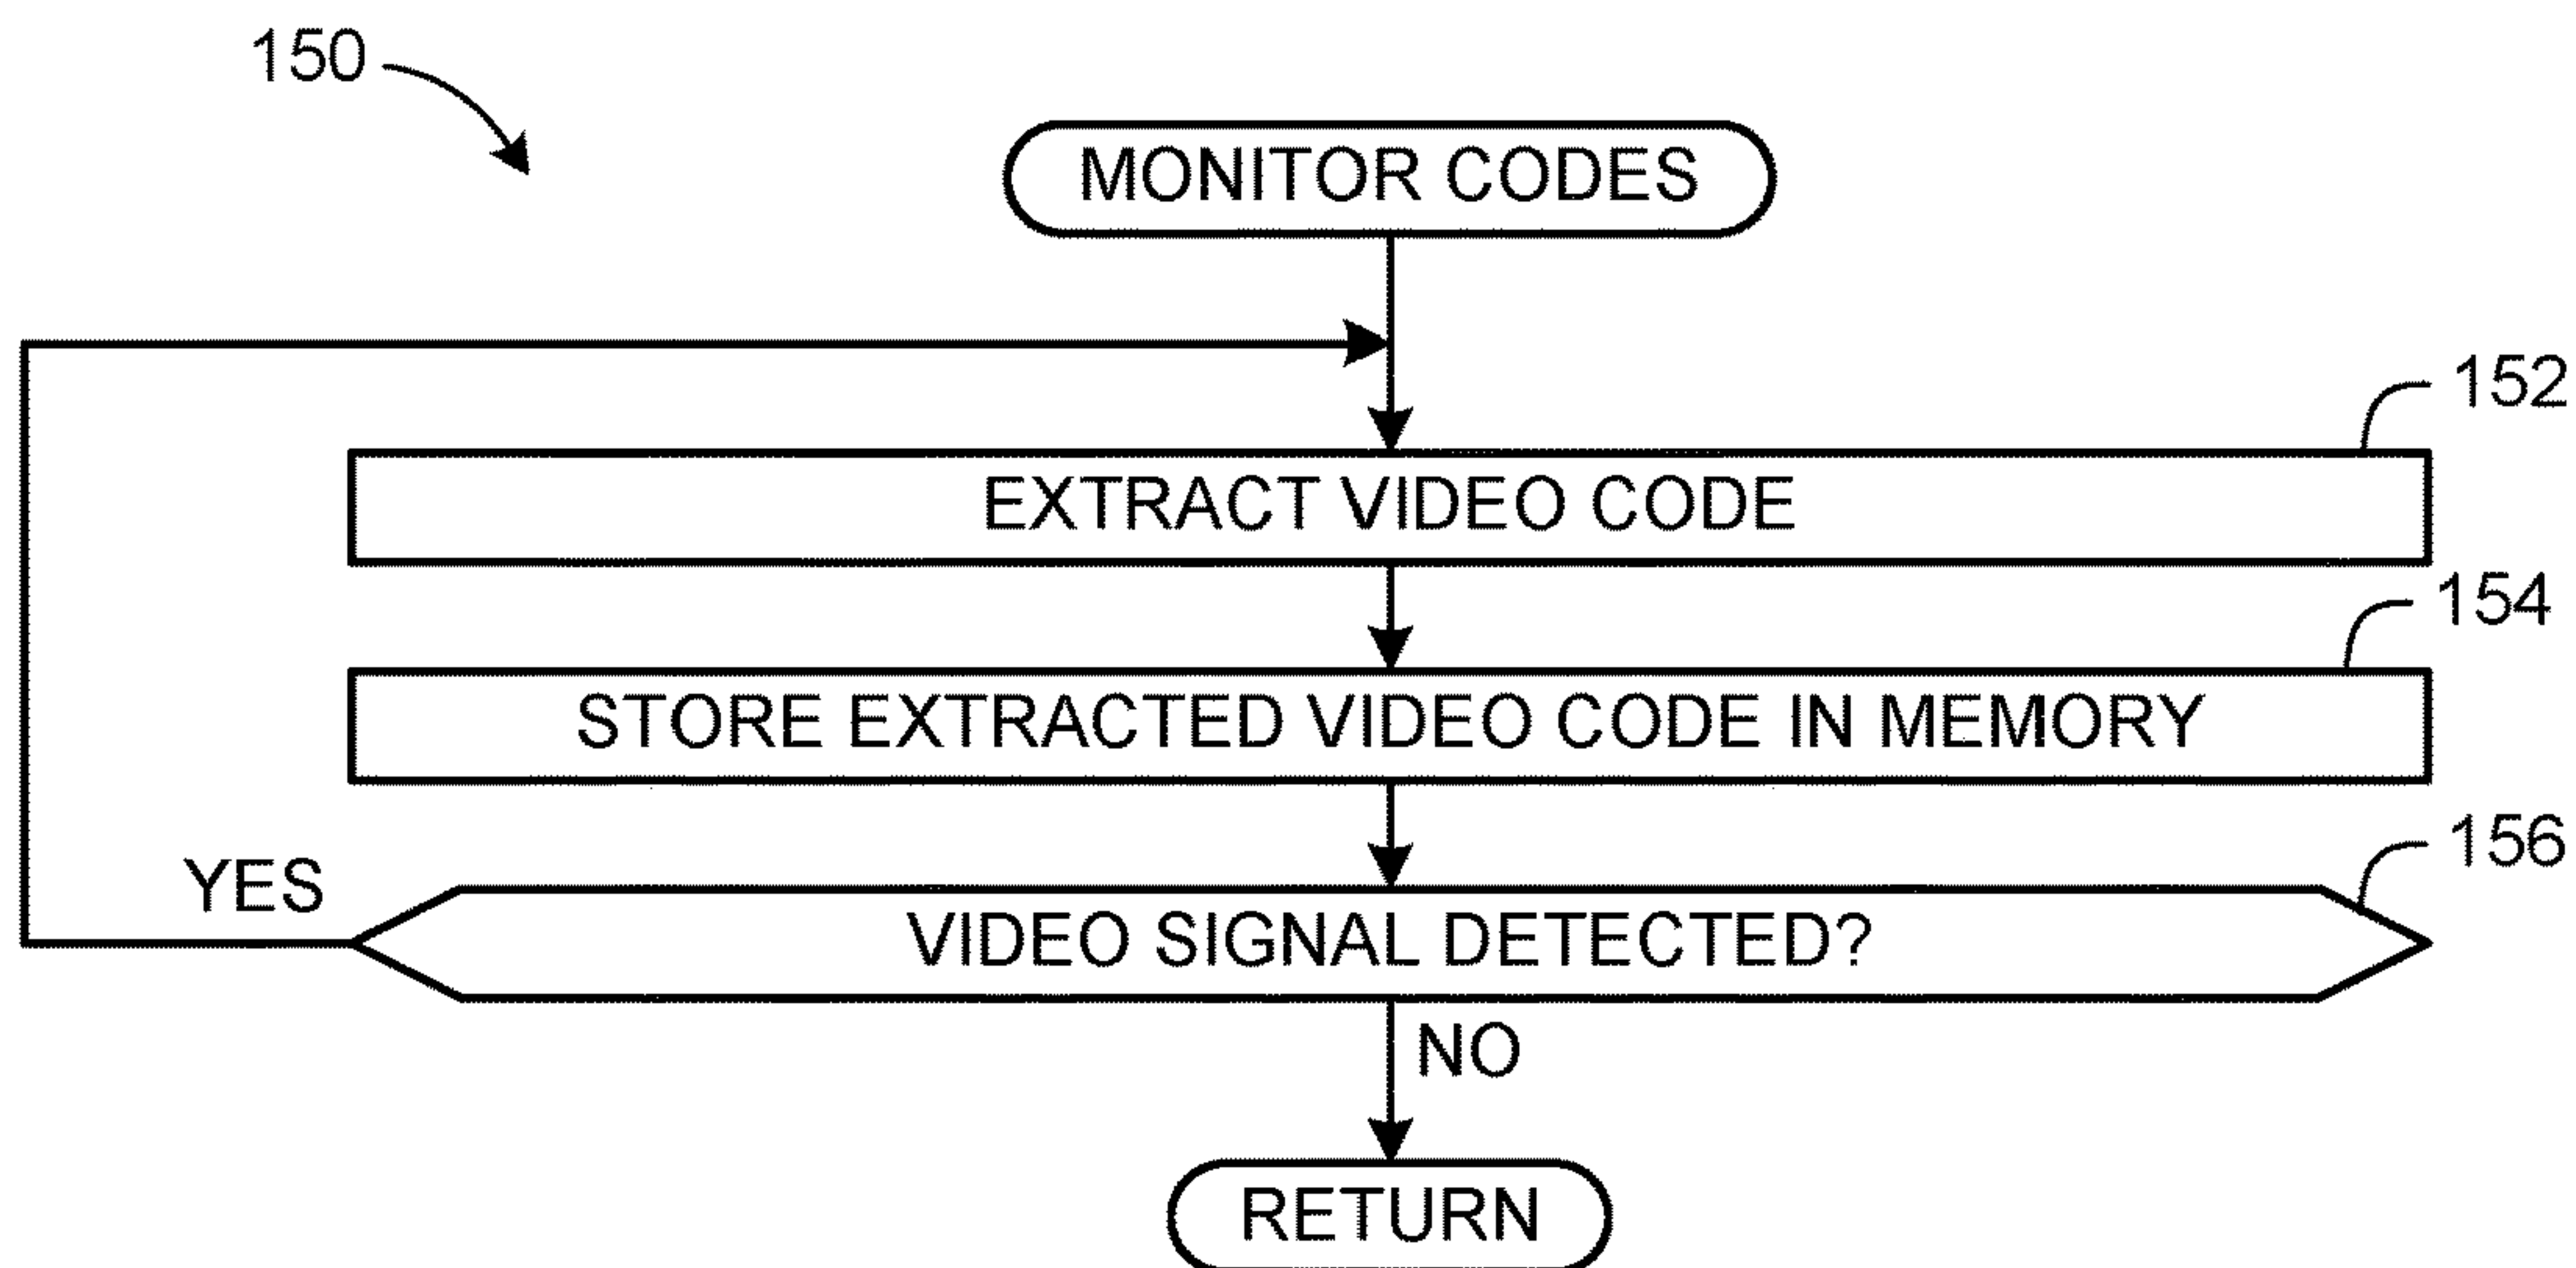 150
MONITOR CODES
152
EXTRACT VIDEO CODE
154
STORE EXTRACTED VIDEO CODE IN MEMORY
156
YES
VIDEO SIGNAL DETECTED?
NO
RETURN